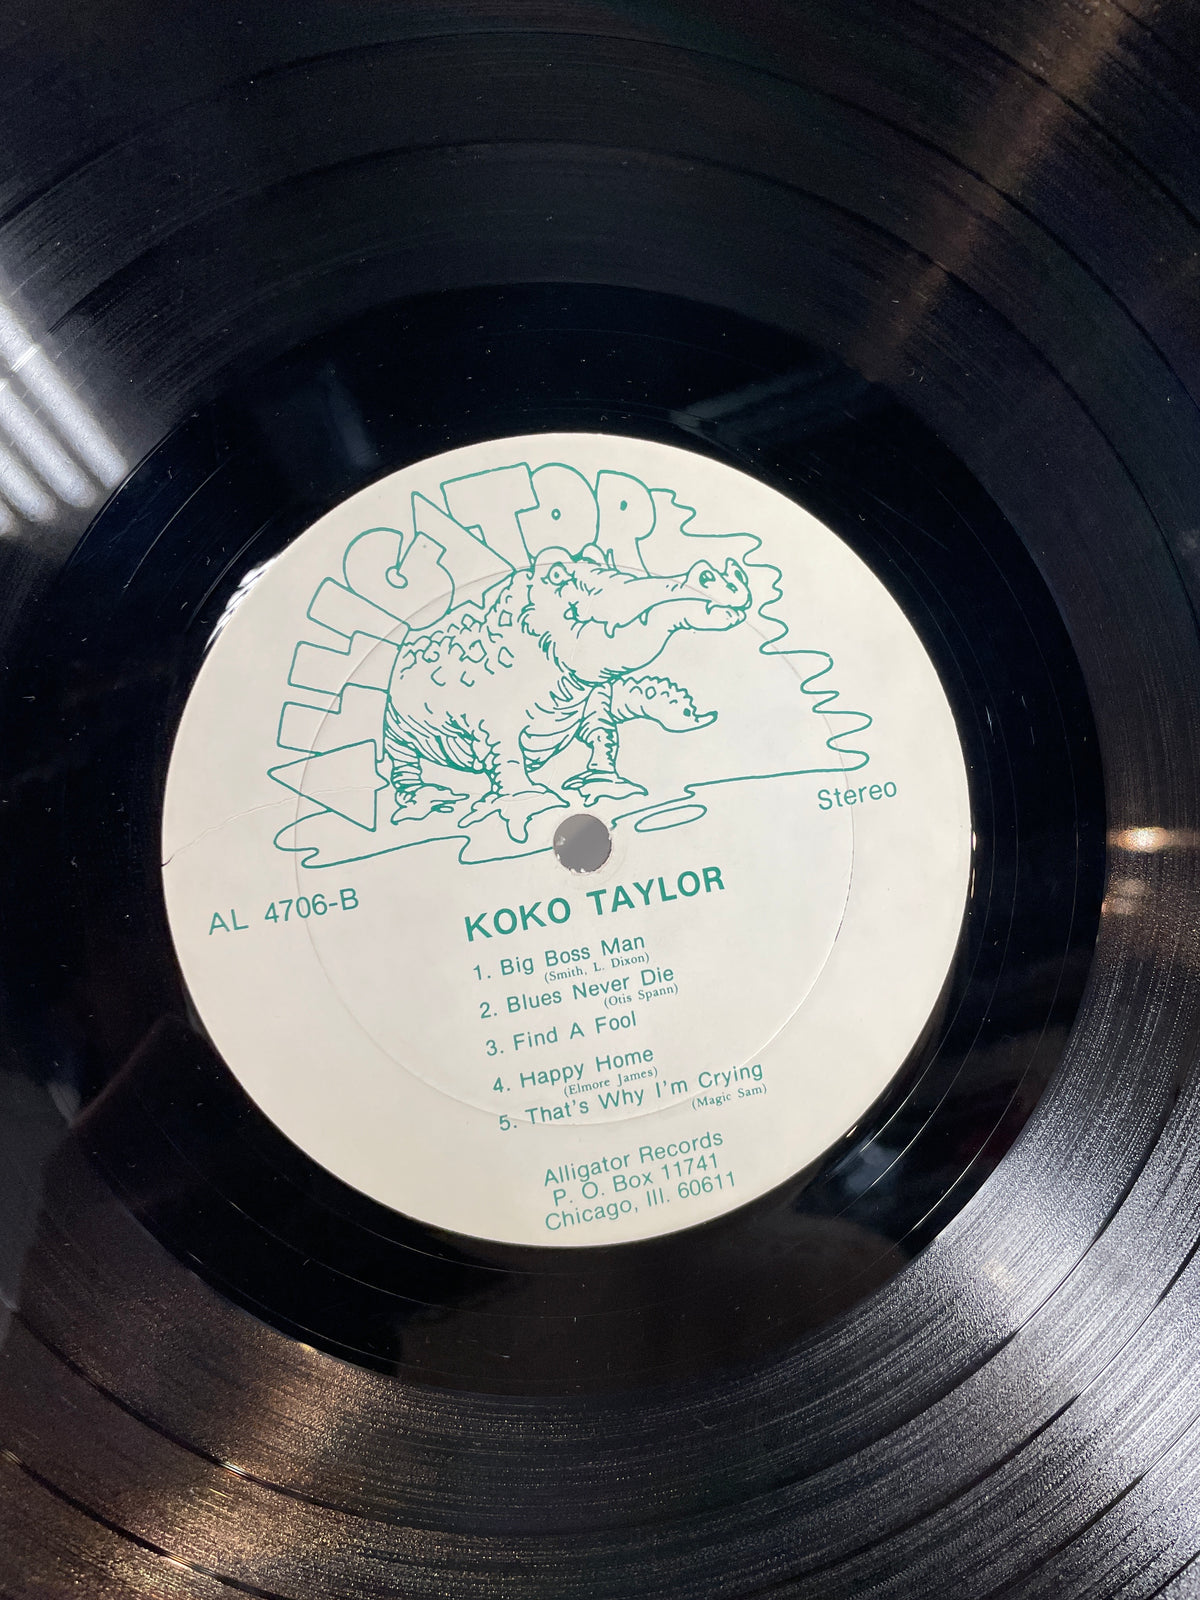 ALLIGATOR
Stereo
AL 4706-B
KOKO TAYLOR
1. Big Boss Man
(Smith, L. Dixon)
2. Blues Never Die
(Otis Spann)
3. Find A Fool
4. Happy Home
(Elmore James)
5. That's Why I'm Crying
(Magic Sam)
Alligator Records
P. O. Box 11741
Chicago, Ill. 60611